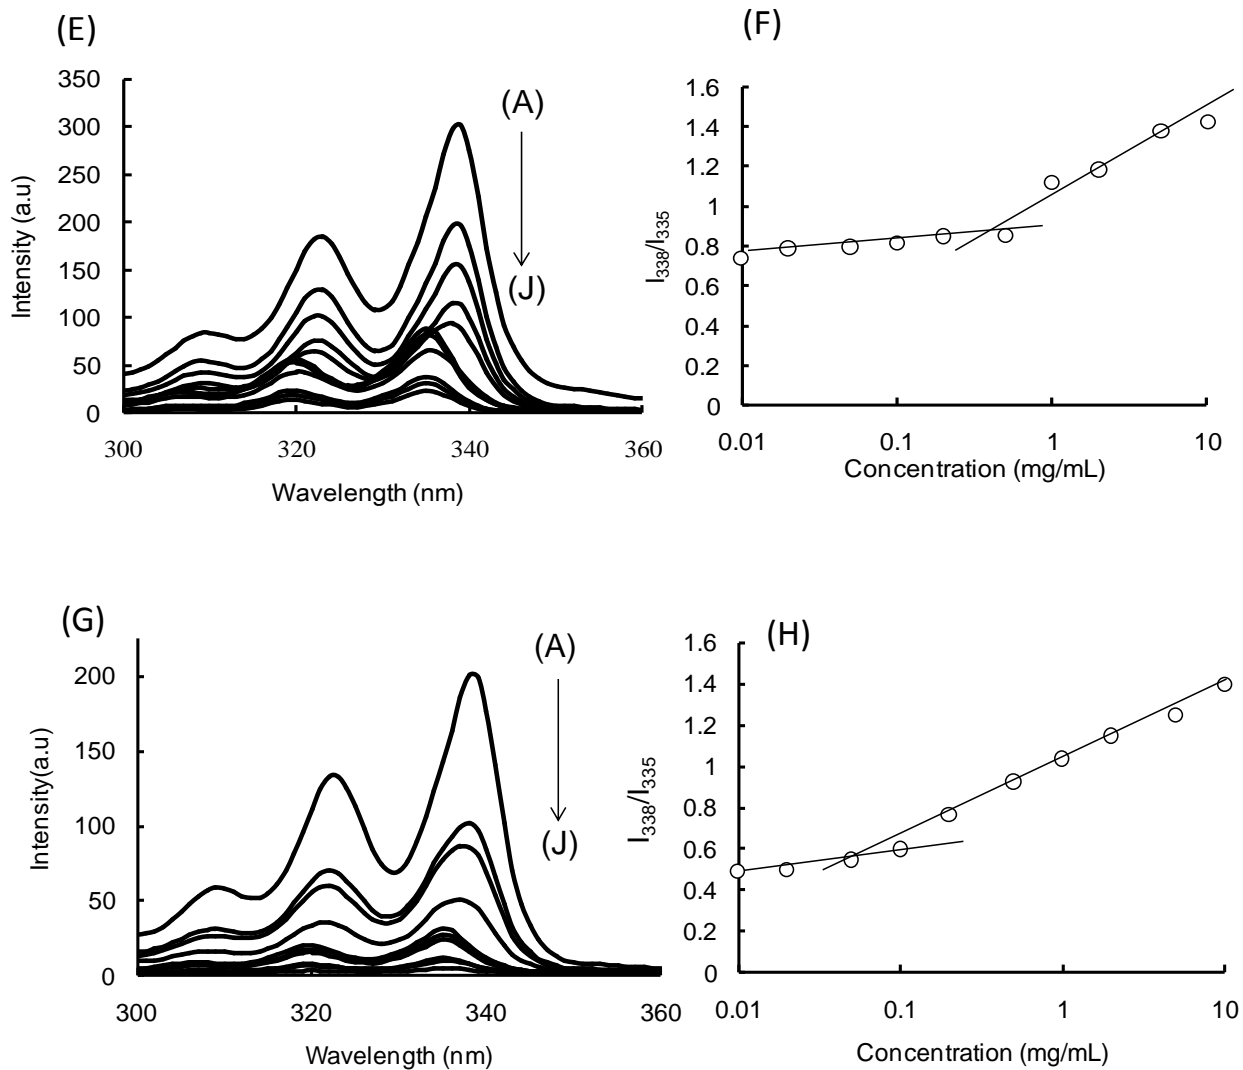 (E)
350
300
250
200
150
100
50
0
300
320
340
360
Intensity (a.u)
Wavelength (nm)
(A)
(J)
(F)
1.6
1.4
1.2
1
0.8
0.6
0.4
0.2
0
0.01
0.1
1
10
I338/I335
Concentration (mg/mL)
(G)
200
150
100
50
0
300
320
340
360
Intensity(a.u)
Wavelength (nm)
(A)
(J)
(H)
1.6
1.4
1.2
1
0.8
0.6
0.4
0.2
0
0.01
0.1
1
10
I338/I335
Concentration (mg/mL)